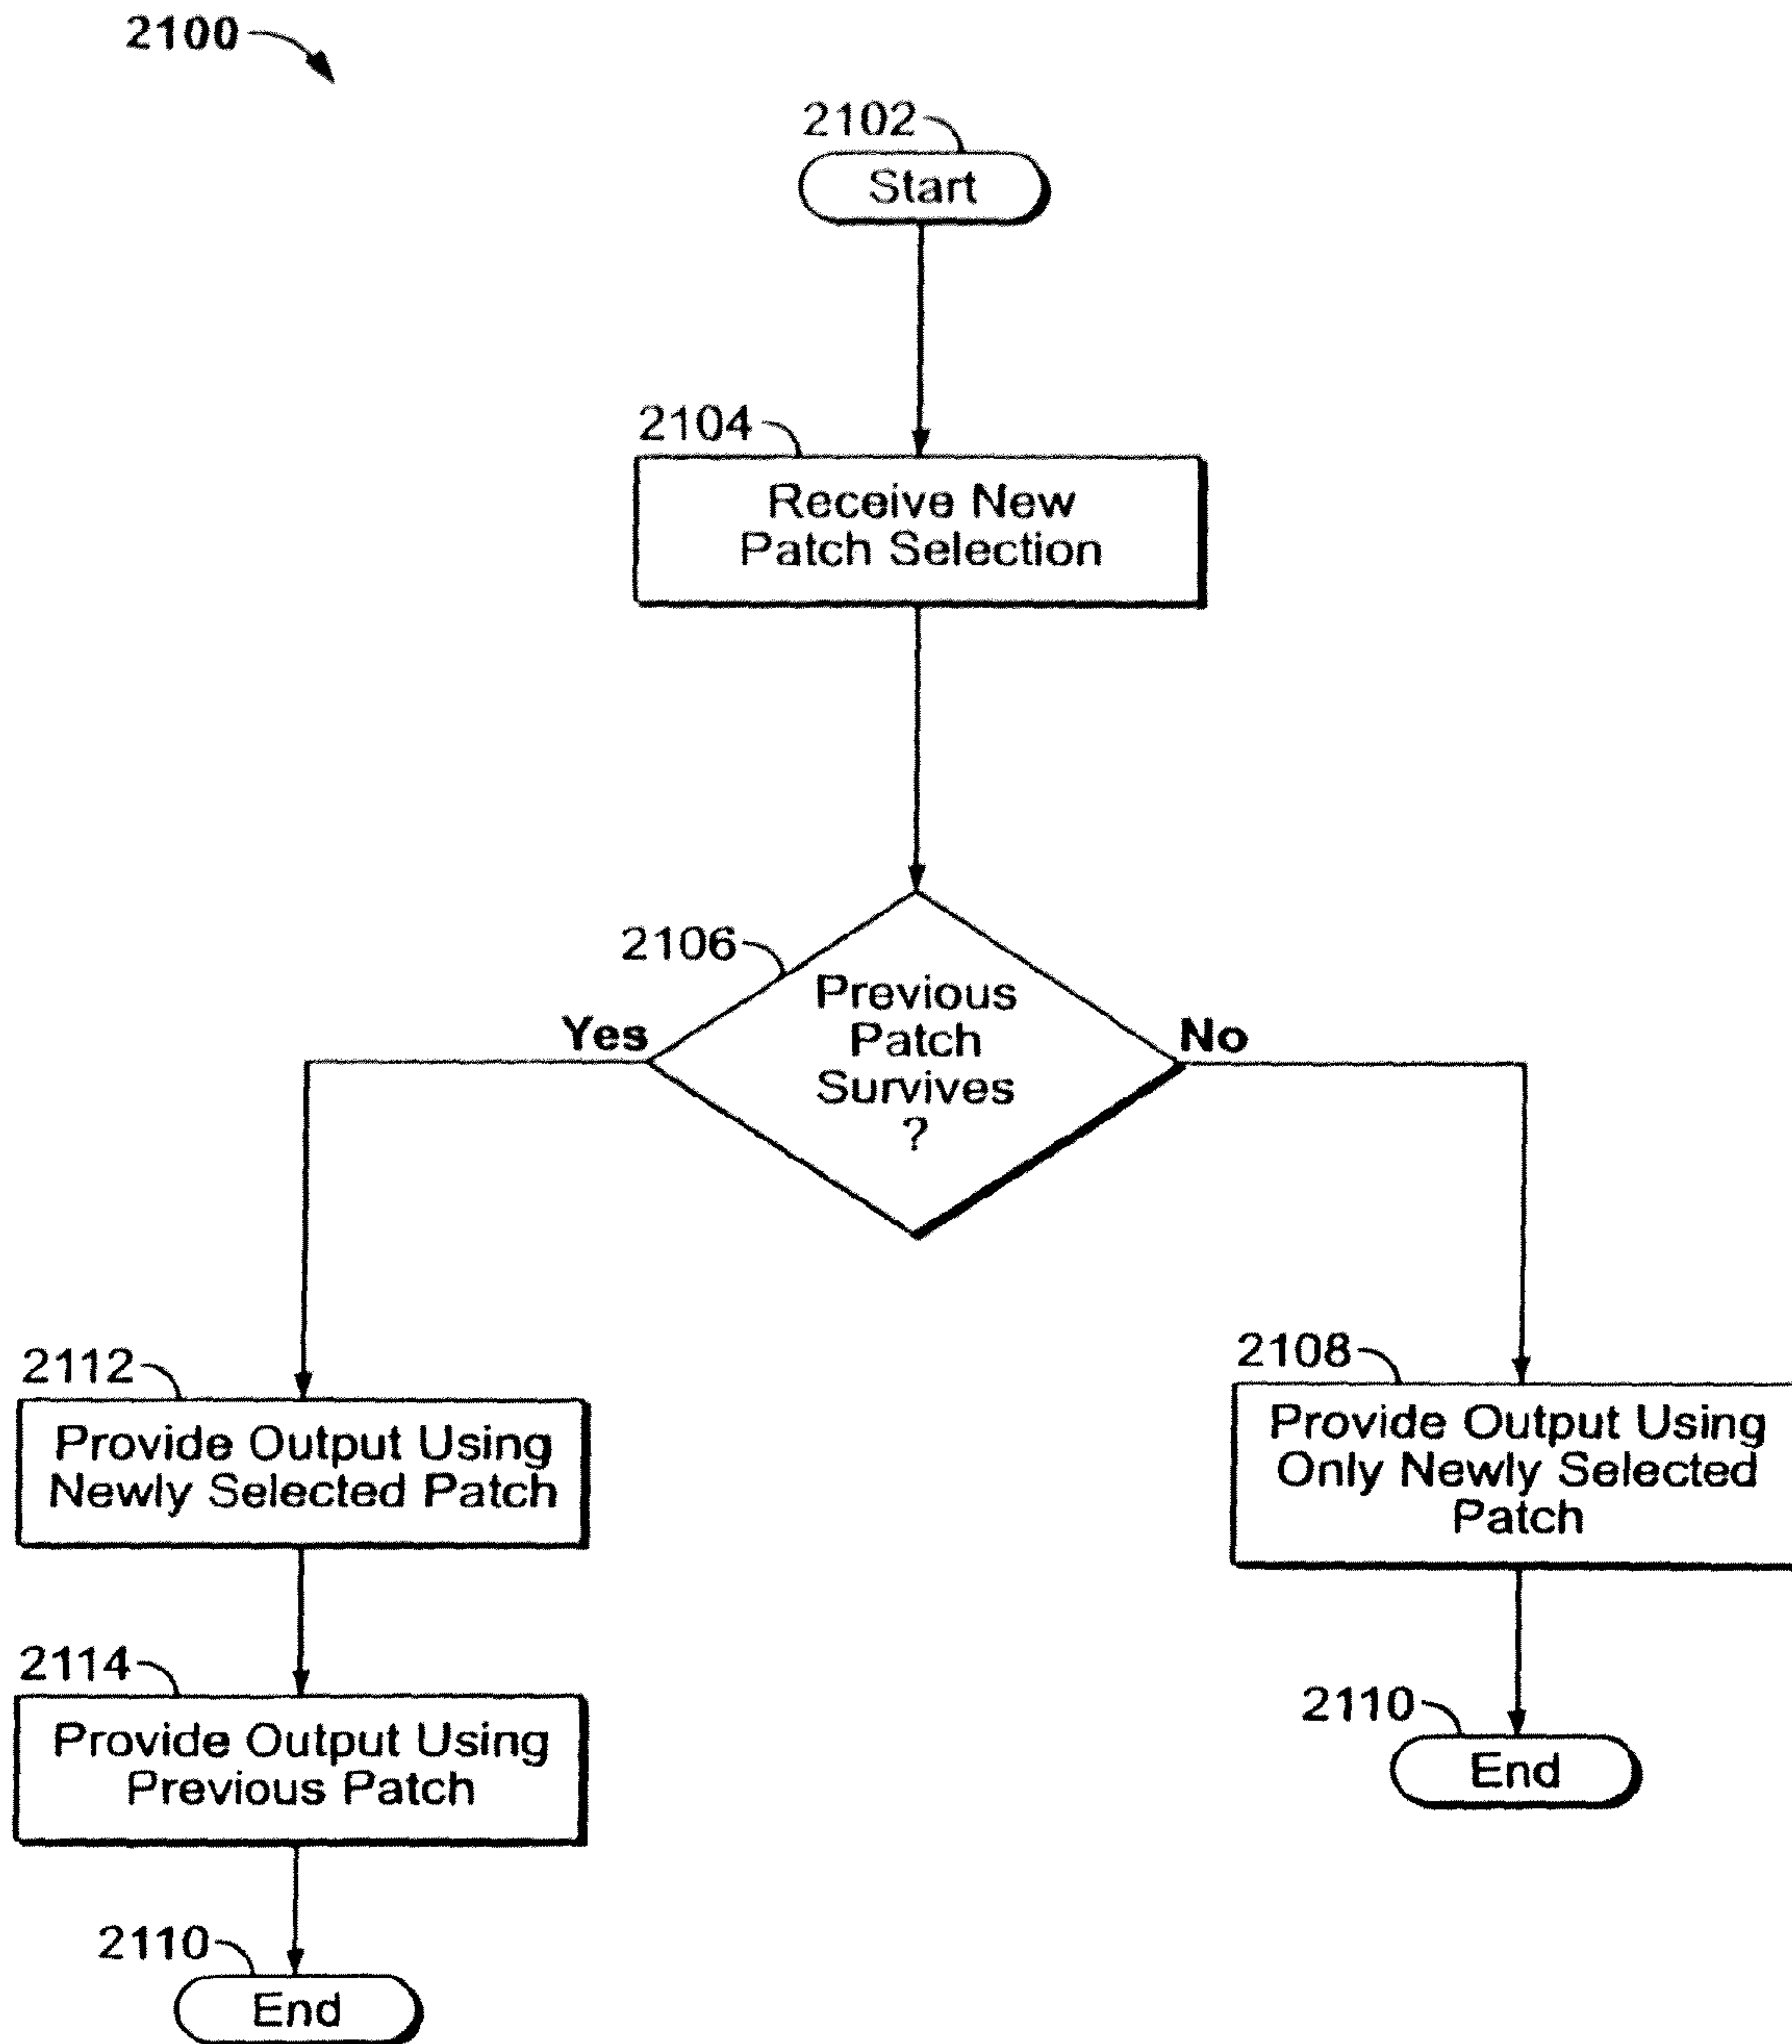 2100
2102
Start
2104
Receive New
Patch Selection
2106
Previous
Patch
Survives
?
Yes
No
2112
Provide Output Using
Newly Selected Patch
2108
Provide Output Using
Only Newly Selected
Patch
2114
Provide Output Using
Previous Patch
2110
End
2110
End